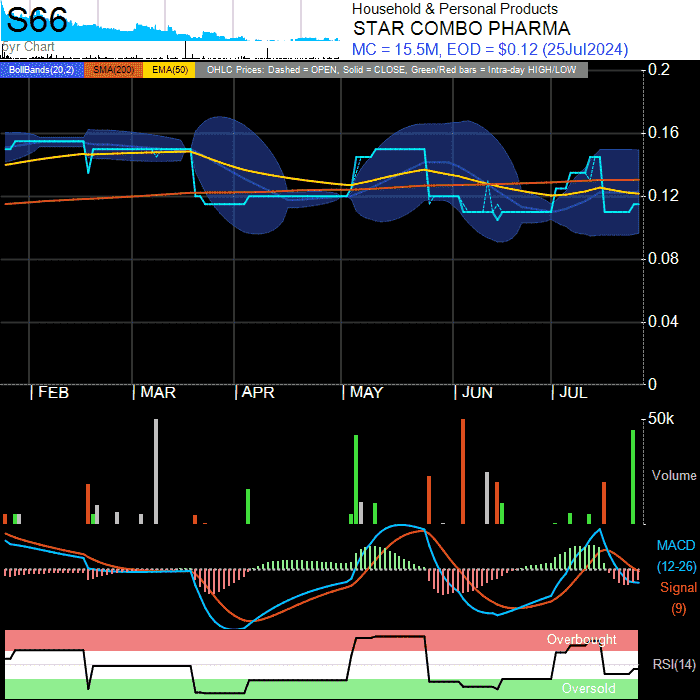 S66
Household & Personal Products
STAR COMBO PHARMA
MC = 15.5M, EOD = $0.12 (25Jul2024)
Chart
BollBands(20,2) SMA(200) EMA(50) OHLC Prices: Dashed = OPEN, Solid = CLOSE, Green/Red bars = Intra-day HIGH/LOW
0.2
0.16
0.12
0.08
0.04
0
FEB MAR APR MAY JUN JUL
50k
Volume
MACD
(12-26)
Signal
(9)
Overbought
RSI(14)
Oversold